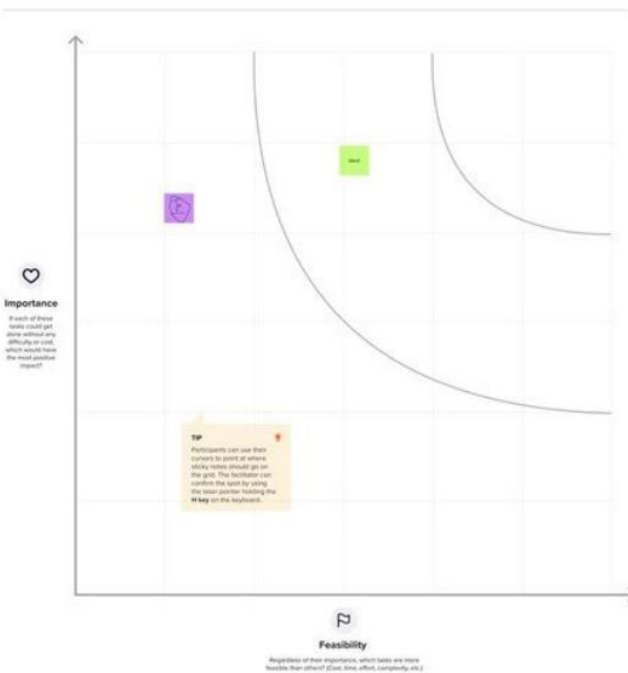 Importance
If each of these
tasks could get
done without any
difficulty or cost,
which would have
the most positive
impact?
TIP
Participants can use their
cursors to point at where
sticky notes should go on
the grid. The facilitator can
confirm the spot by using
the laser pointer holding the
H key on the keyboard.
Feasibility
Regardless of their importance, which tasks are more
feasible than others? (Cost, time, effort, complexity, etc.)